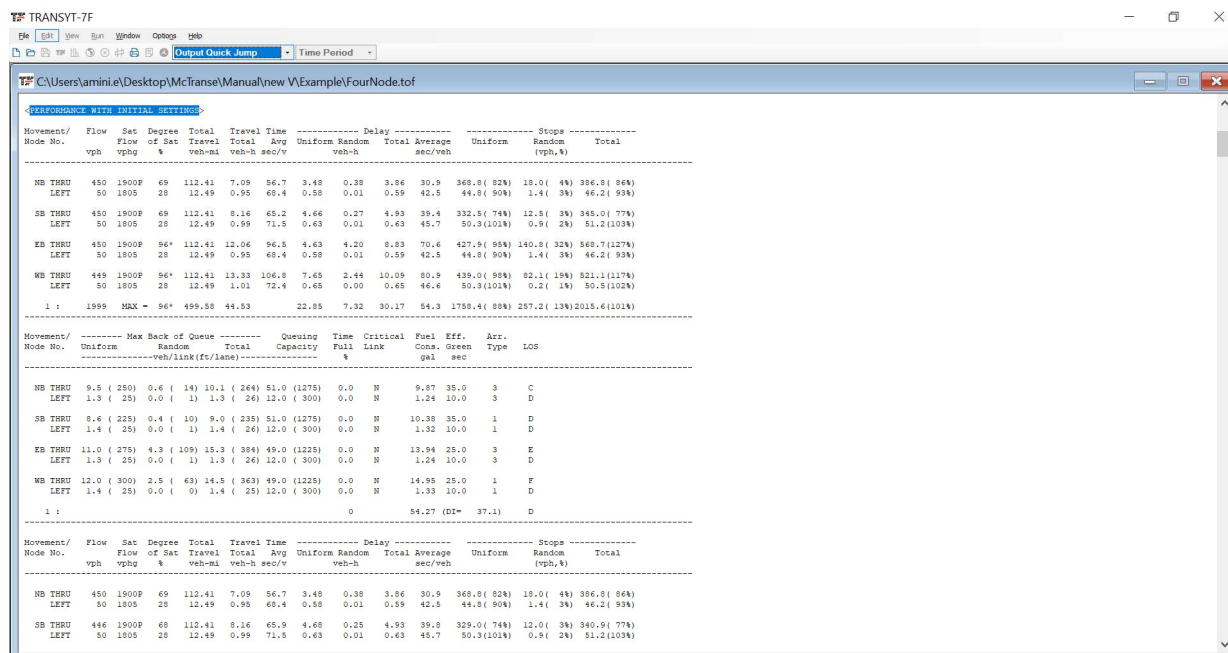 TRANSYT-7F
File Edit View Run Window Options Help
Output Quick Jump Time Period
C:\Users\amini.e\Desktop\McTranse\Manual\new V\Example\FourNode.tof
<PERFORMANCE WITH INITIAL SETTINGS>
Movement/ Flow Sat Degree Total Travel Time ------------ Delay ----------- ------------- Stops -------------
Node No. Flow of Sat Travel Total Avg Uniform Random Total Average Uniform Random Total
vph vphg % veh-mi veh-h sec/v veh-h sec/veh (vph,%)
NB THRU 450 1900P 69 112.41 7.09 56.7 3.48 0.38 3.86 30.9 368.8( 82%) 18.0( 4%) 386.8( 86%)
LEFT 50 1805 28 12.49 0.95 68.4 0.58 0.01 0.59 42.5 44.8( 90%) 1.4( 3%) 46.2( 93%)
SB THRU 450 1900P 69 112.41 8.16 65.2 4.66 0.27 4.93 39.4 332.5( 74%) 12.5( 3%) 345.0( 77%)
LEFT 50 1805 28 12.49 0.99 71.5 0.63 0.01 0.63 45.7 50.3(101%) 0.9( 2%) 51.2(103%)
EB THRU 450 1900P 96* 112.41 12.06 96.5 4.63 4.20 8.83 70.6 427.9( 95%) 140.8( 32%) 568.7(127%)
LEFT 50 1805 28 12.49 0.95 68.4 0.58 0.01 0.59 42.5 44.8( 90%) 1.4( 3%) 46.2( 93%)
WB THRU 449 1900P 96* 112.41 13.33 106.8 7.65 2.44 10.09 80.9 439.0( 98%) 82.1( 19%) 521.1(117%)
LEFT 50 1805 28 12.49 1.01 72.4 0.65 0.00 0.65 46.6 50.3(101%) 0.2( 1%) 50.5(102%)
1 : 1999 MAX = 96* 499.58 44.53 22.85 7.32 30.17 54.3 1758.4( 88%) 257.2( 13%)2015.6(101%)
Movement/ -------- Max Back of Queue -------- Queuing Time Critical Fuel Eff. Arr.
Node No. Uniform Random Total Capacity Full Link Cons. Green Type LOS
--------------veh/link(ft/lane)--------------- % gal sec
NB THRU 9.5 ( 250) 0.6 ( 14) 10.1 ( 264) 51.0 (1275) 0.0 N 9.87 35.0 3 C
LEFT 1.3 ( 25) 0.0 ( 1) 1.3 ( 26) 12.0 ( 300) 0.0 N 1.24 10.0 3 D
SB THRU 8.6 ( 225) 0.4 ( 10) 9.0 ( 235) 51.0 (1275) 0.0 N 10.38 35.0 1 D
LEFT 1.4 ( 25) 0.0 ( 1) 1.4 ( 26) 12.0 ( 300) 0.0 N 1.32 10.0 1 D
EB THRU 11.0 ( 275) 4.3 ( 109) 15.3 ( 384) 49.0 (1225) 0.0 N 13.94 25.0 3 E
LEFT 1.3 ( 25) 0.0 ( 1) 1.3 ( 26) 12.0 ( 300) 0.0 N 1.24 10.0 3 D
WB THRU 12.0 ( 300) 2.5 ( 63) 14.5 ( 363) 49.0 (1225) 0.0 N 14.95 25.0 1 F
LEFT 1.4 ( 25) 0.0 ( 0) 1.4 ( 25) 12.0 ( 300) 0.0 N 1.33 10.0 1 D
1 : 0 54.27 (DI= 37.1) D
Movement/ Flow Sat Degree Total Travel Time ------------ Delay ----------- ------------- Stops -------------
Node No. Flow of Sat Travel Total Avg Uniform Random Total Average Uniform Random Total
vph vphg % veh-mi veh-h sec/v veh-h sec/veh (vph,%)
NB THRU 450 1900P 69 112.41 7.09 56.7 3.48 0.38 3.86 30.9 368.8( 82%) 18.0( 4%) 386.8( 86%)
LEFT 50 1805 28 12.49 0.95 68.4 0.58 0.01 0.59 42.5 44.8( 90%) 1.4( 3%) 46.2( 93%)
SB THRU 446 1900P 68 112.41 8.16 65.9 4.68 0.25 4.93 39.8 329.0( 74%) 12.0( 3%) 340.9( 77%)
LEFT 50 1805 28 12.49 0.99 71.5 0.63 0.01 0.63 45.7 50.3(101%) 0.9( 2%) 51.2(103%)